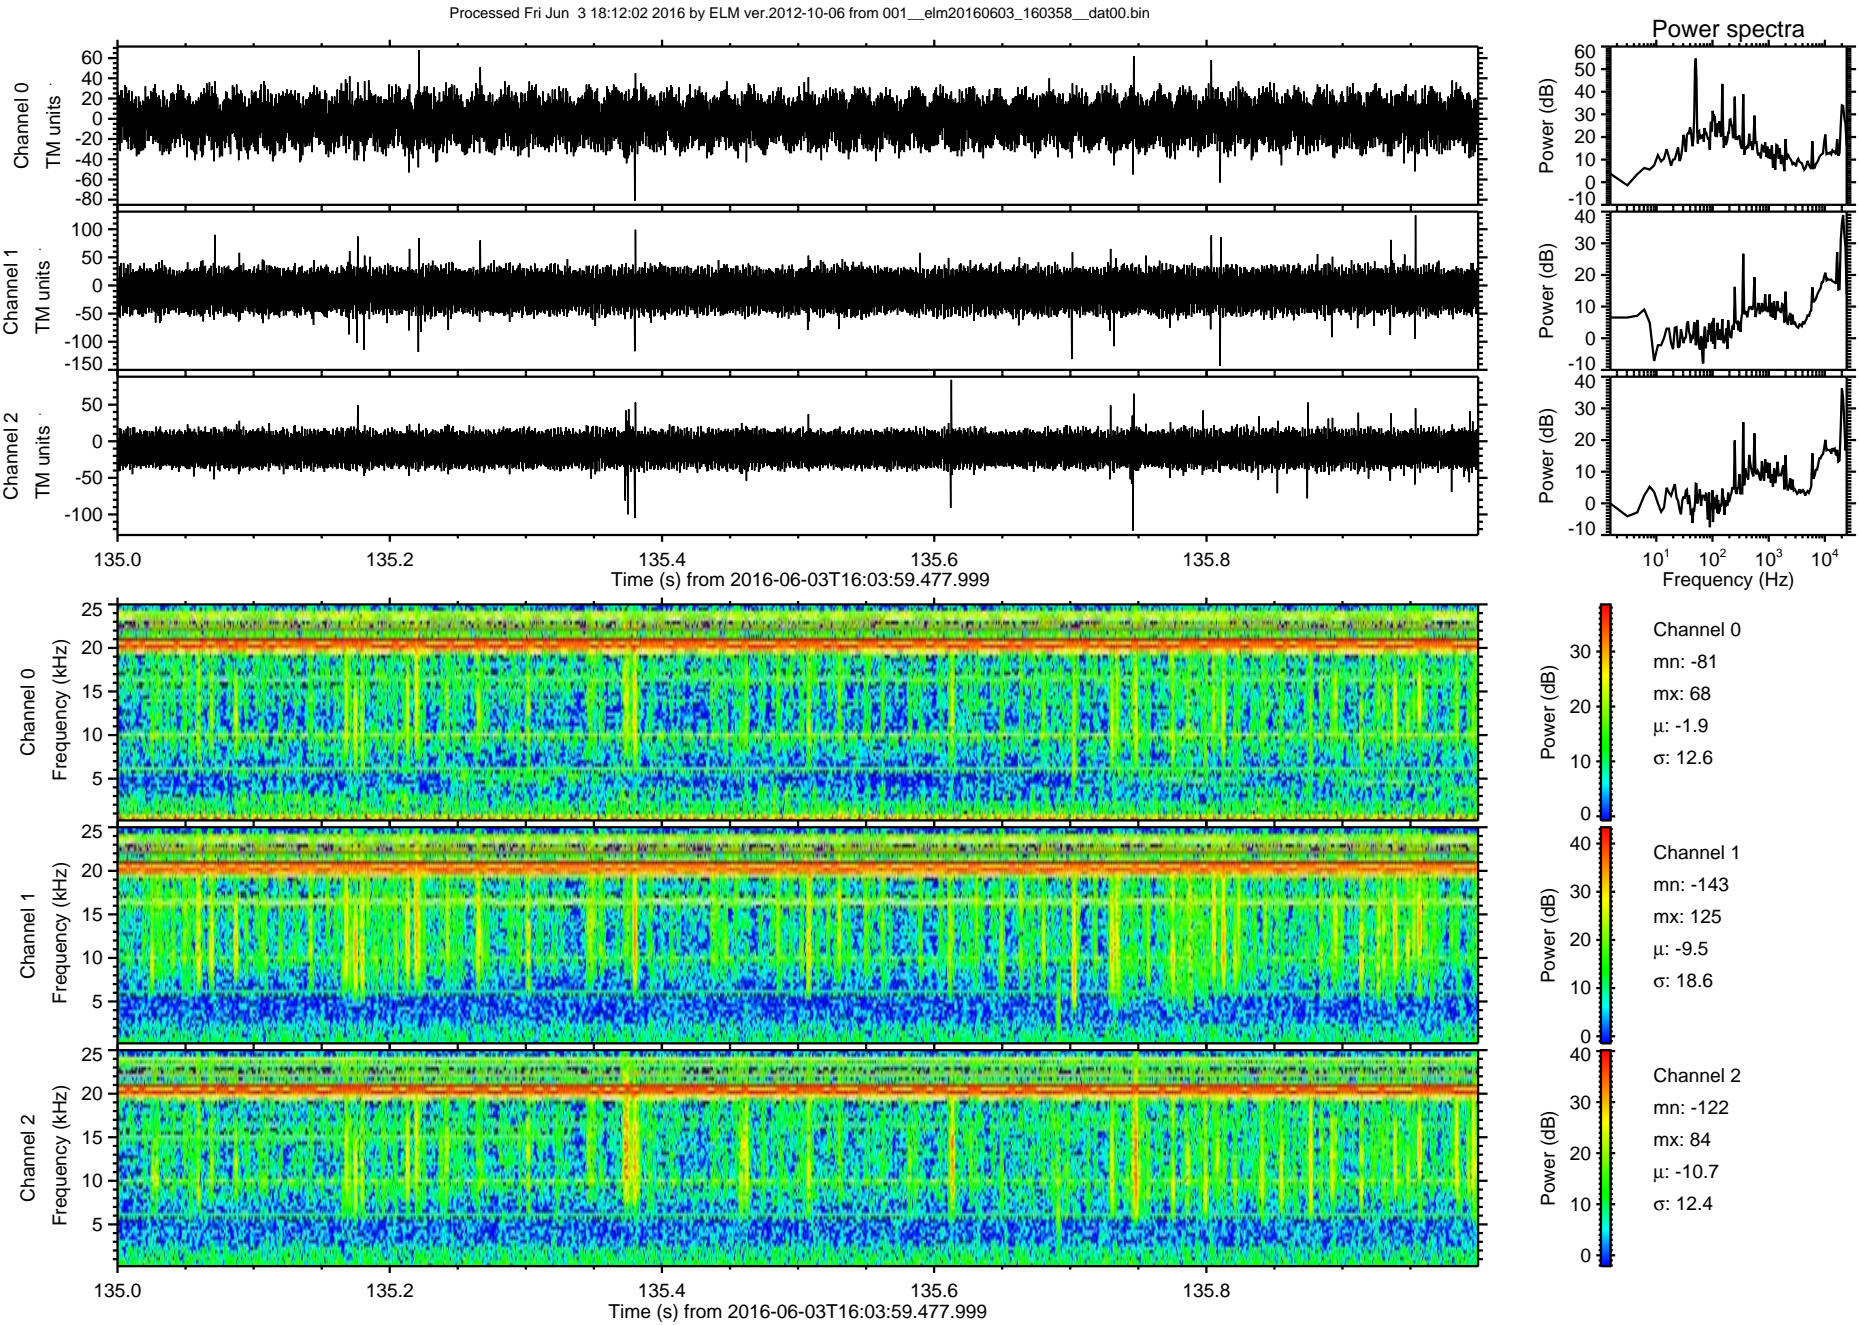 Processed Fri Jun  3 18:12:02 2016 by ELM ver.2012-10-06 from 001__elm20160603_160358__dat00.bin
Power spectra
Channel 0
TM units
60
40
20
0
-20
-40
-60
-80
Power (dB)
60
50
40
30
20
10
0
-10
Channel 1
TM units
100
50
0
-50
-100
-150
Power (dB)
40
30
20
10
0
-10
Channel 2
TM units
50
0
-50
-100
Power (dB)
40
30
20
10
0
-10
135.0 135.2 135.4 135.6 135.8
Time (s) from 2016-06-03T16:03:59.477.999
10¹ 10² 10³ 10⁴
Frequency (Hz)
Channel 0
Frequency (kHz)
25
20
15
10
5
Power (dB)
30
20
10
0
Channel 0
mn: -81
mx: 68
μ: -1.9
σ: 12.6
Channel 1
Frequency (kHz)
25
20
15
10
5
Power (dB)
40
30
20
10
0
Channel 1
mn: -143
mx: 125
μ: -9.5
σ: 18.6
Channel 2
Frequency (kHz)
25
20
15
10
5
Power (dB)
40
30
20
10
0
Channel 2
mn: -122
mx: 84
μ: -10.7
σ: 12.4
135.0 135.2 135.4 135.6 135.8
Time (s) from 2016-06-03T16:03:59.477.999